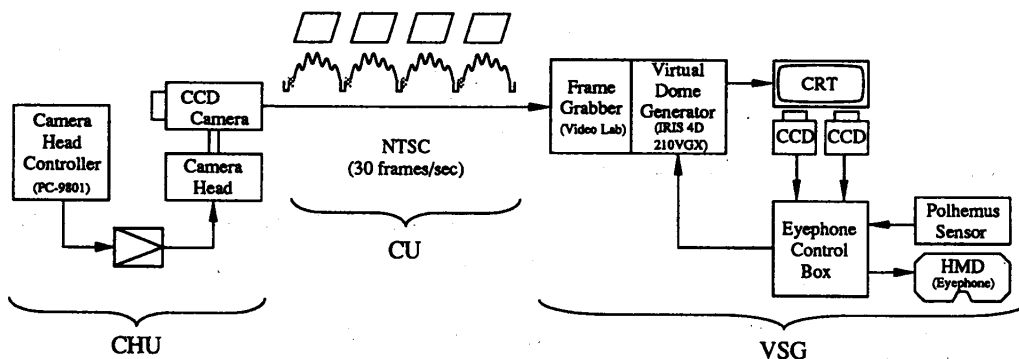 Camera
Head
Controller
(PC-9801)
CCD
Camera
Camera
Head
CHU
NTSC
(30 frames/sec)
CU
Frame
Grabber
(Video Lab)
Virtual
Dome
Generator
(IRIS 4D
210VGX)
CRT
CCD
CCD
Eyephone
Control
Box
Polhemus
Sensor
HMD
(Eyephone)
VSG